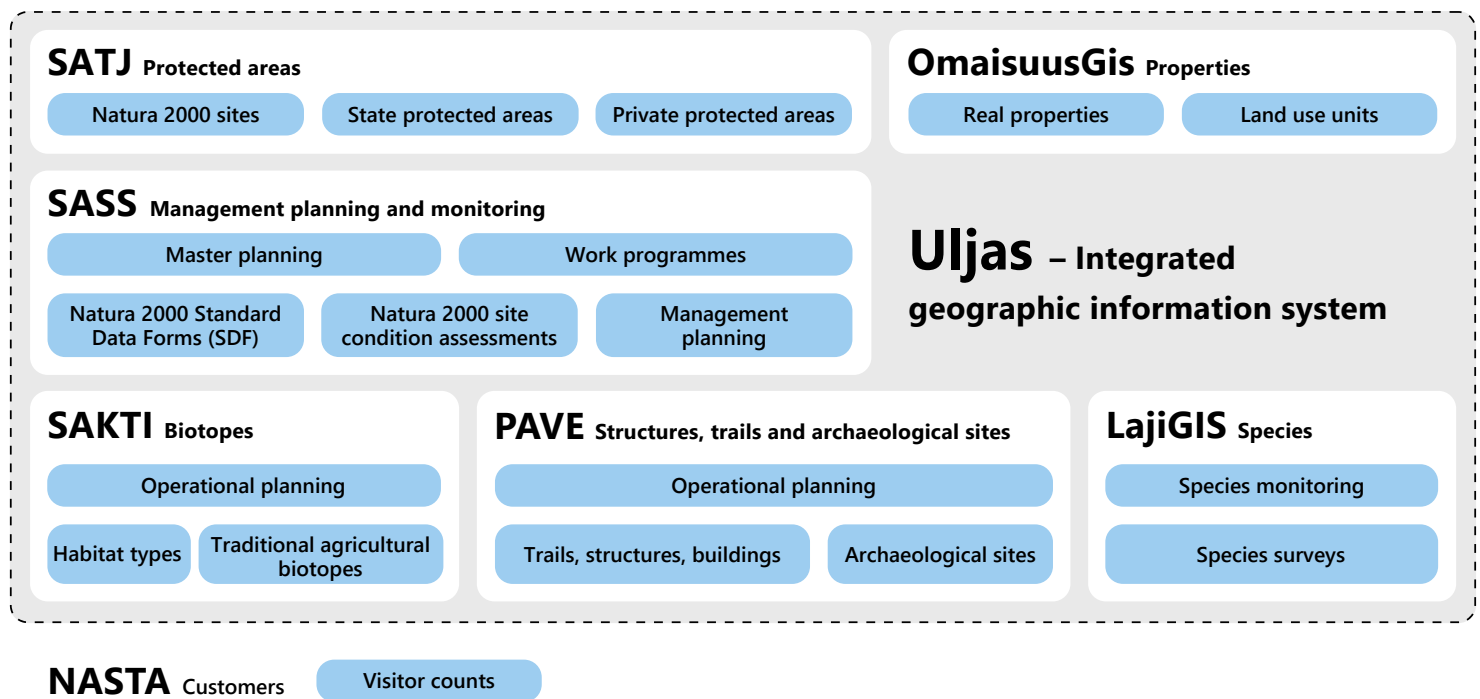 SATJ Protected areas
Natura 2000 sites
State protected areas
Private protected areas
OmaisuusGis Properties
Real properties
Land use units
SASS Management planning and monitoring
Master planning
Work programmes
Natura 2000 Standard
Data Forms (SDF)
Natura 2000 site
condition assessments
Management
planning
Uljas – Integrated
geographic information system
SAKTI Biotopes
Operational planning
Habitat types
Traditional agricultural
biotopes
PAVE Structures, trails and archaeological sites
Operational planning
Trails, structures, buildings
Archaeological sites
LajiGIS Species
Species monitoring
Species surveys
NASTA Customers
Visitor counts